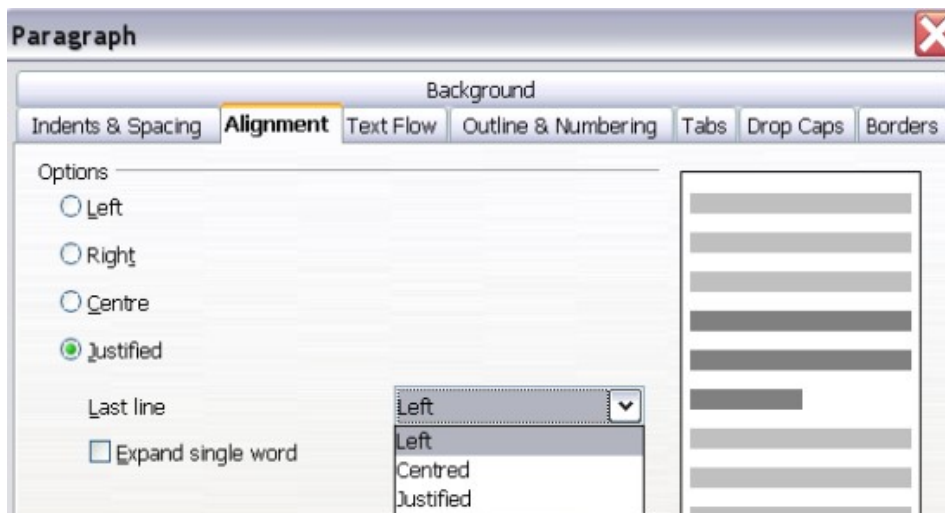 Paragraph
Background
Indents & Spacing Alignment Text Flow Outline & Numbering Tabs Drop Caps Borders
Options
Left
Right
Centre
Justified
Last line Left
Left
Expand single word
Centred
Justified